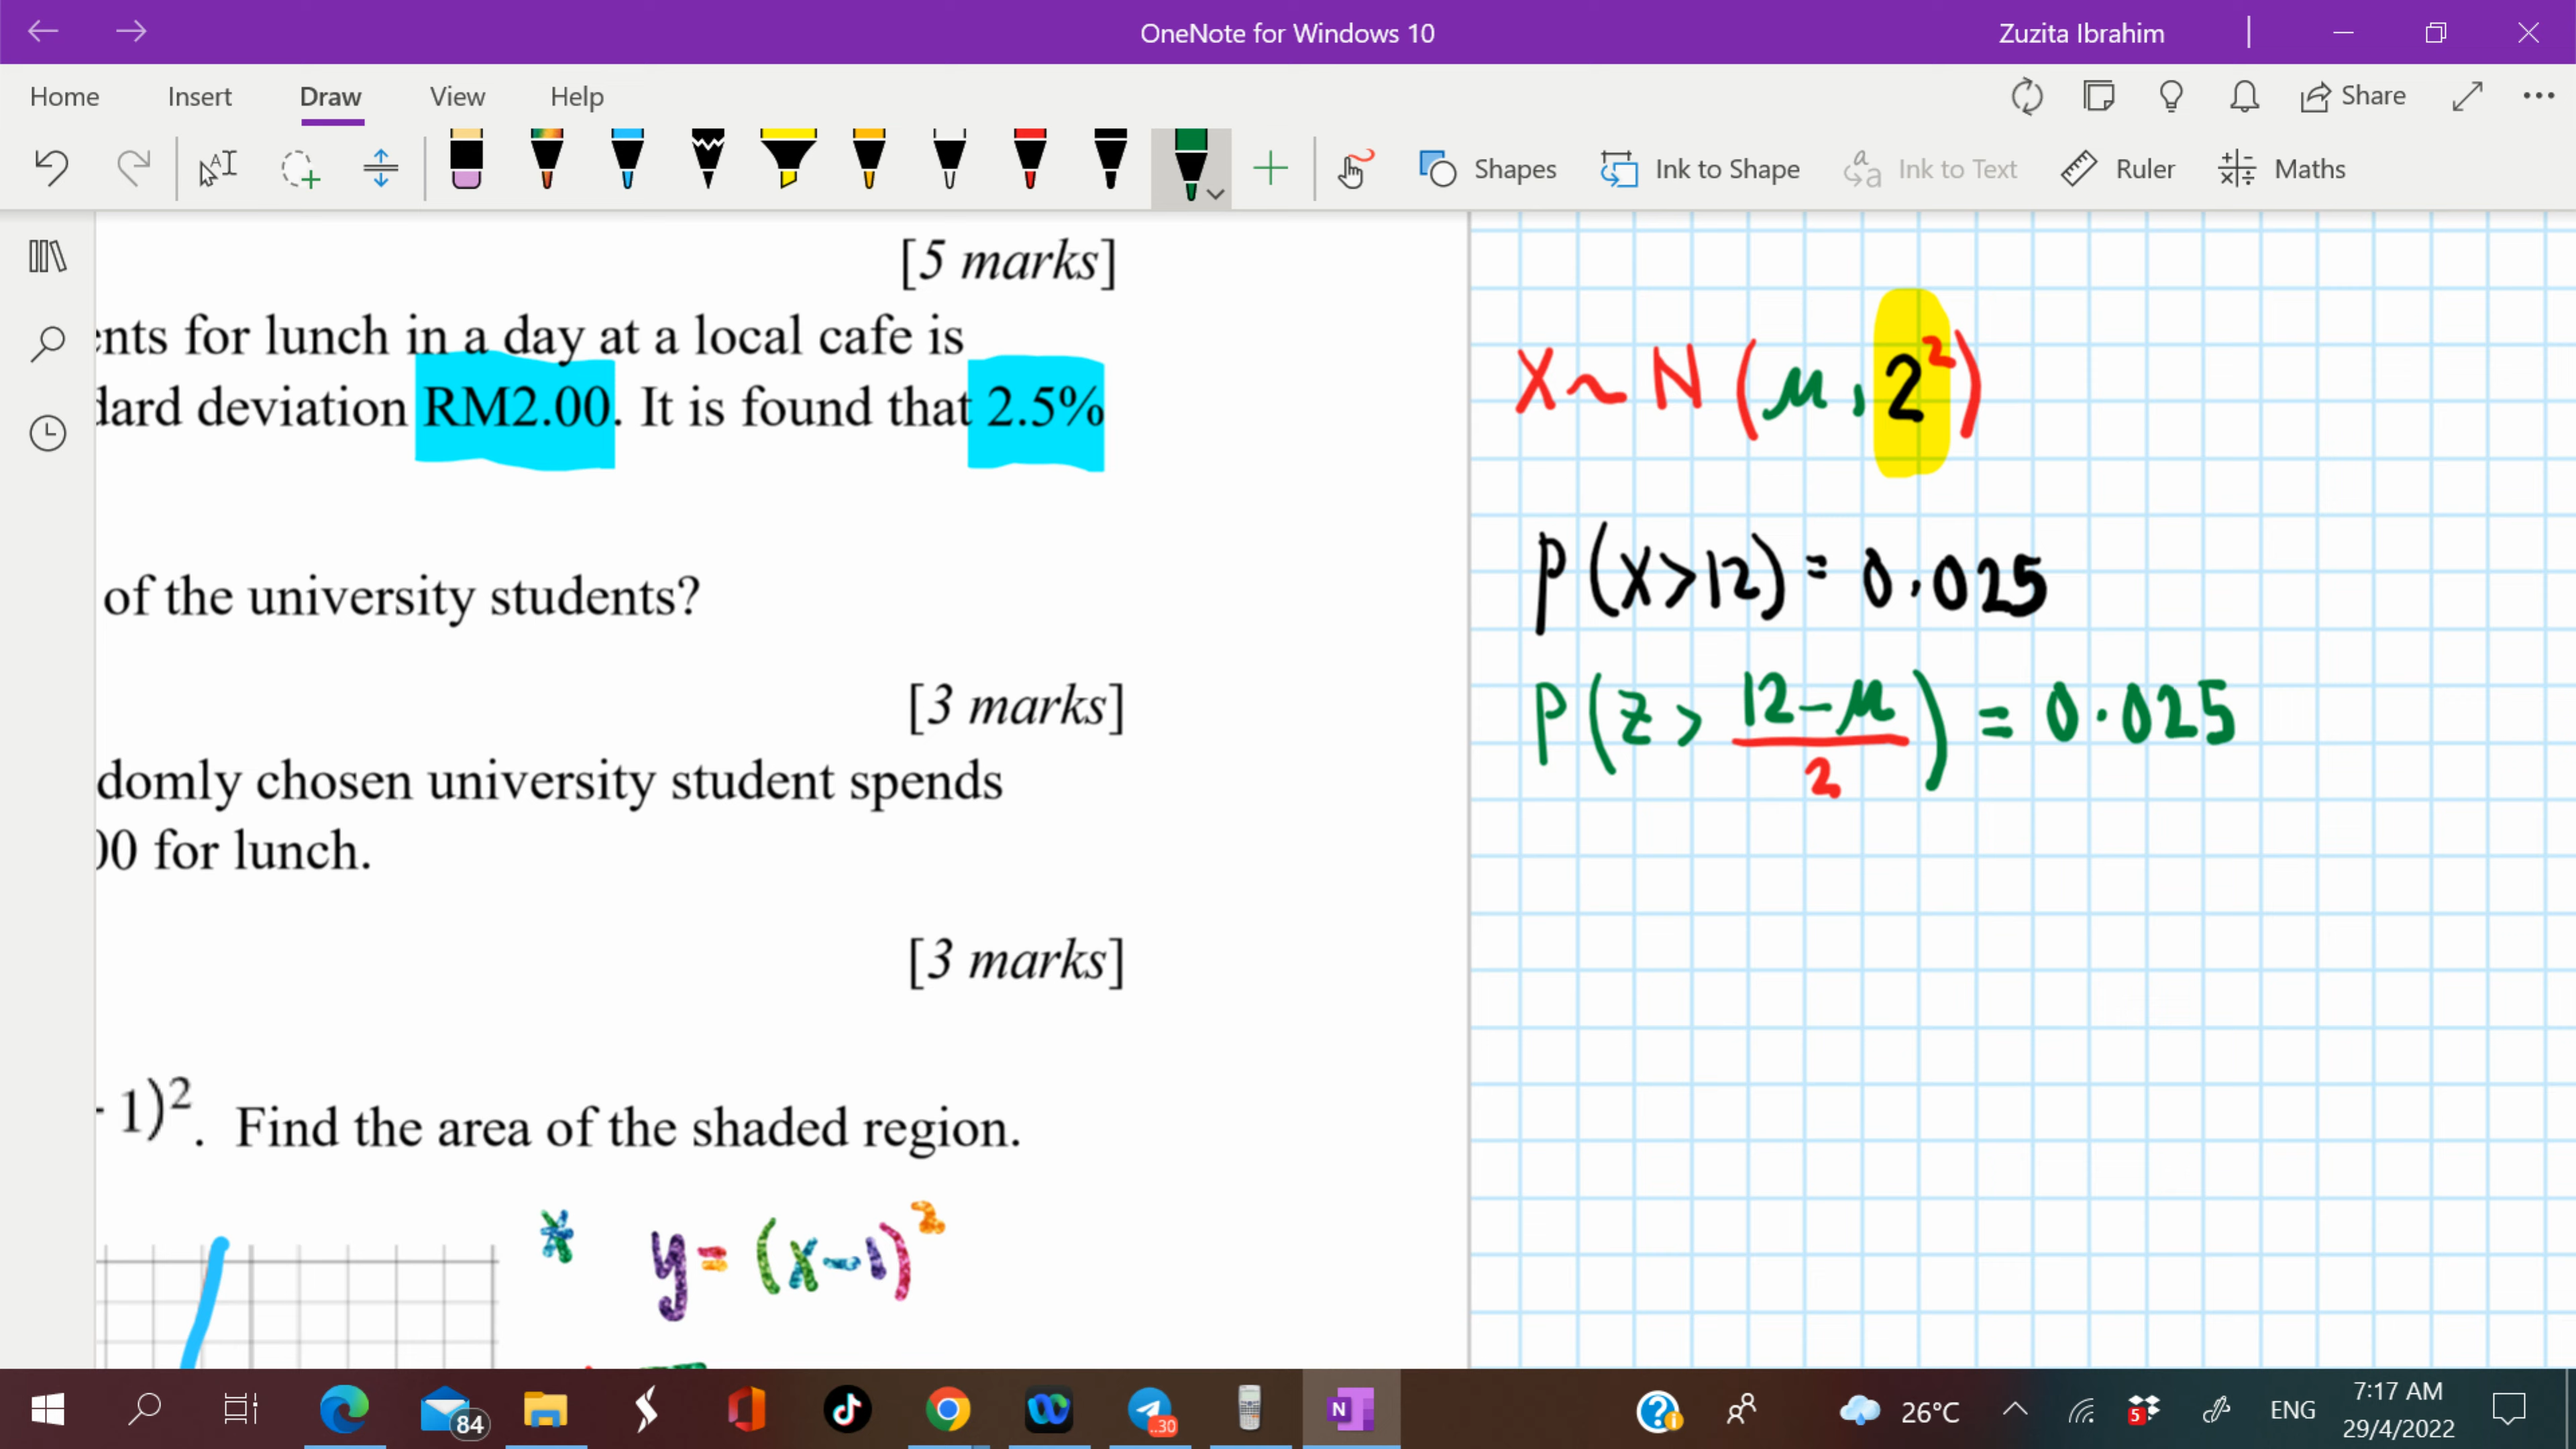 OneNote for Windows 10
Zuzita Ibrahim
Home Insert Draw View Help
Share
Shapes Ink to Shape Ink to Text Ruler Maths
[5 marks]
ents for lunch in a day at a local cafe is
dard deviation RM2.00. It is found that 2.5%
of the university students?
[3 marks]
domly chosen university student spends
00 for lunch.
[3 marks]
- 1)². Find the area of the shaded region.
* y = (x-1)²
X ~ N (μ, 2²)
P(X>12) = 0.025
P(Z > (12-μ)/2) = 0.025
84
30
26°C
5
ENG
7:17 AM
29/4/2022